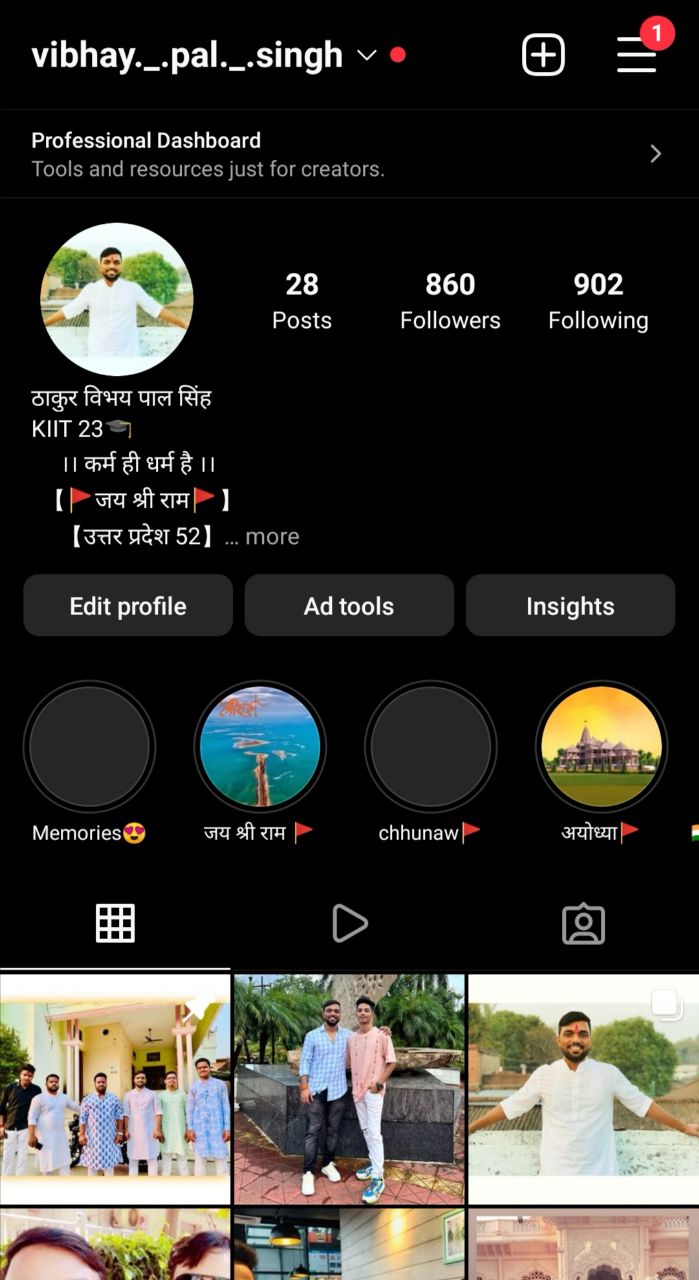 vibhay._.pal._.singh
1
Professional Dashboard
Tools and resources just for creators.
28 860 902
Posts Followers Following
ठाकुर विभय पाल सिंह
KIIT 23🎓
।। कर्म ही धर्म है ।।
【🚩जय श्री राम🚩】
【उत्तर प्रदेश 52】... more
Edit profile Ad tools Insights
Memories😍 जय श्री राम 🚩 chhunaw🚩 अयोध्या🚩